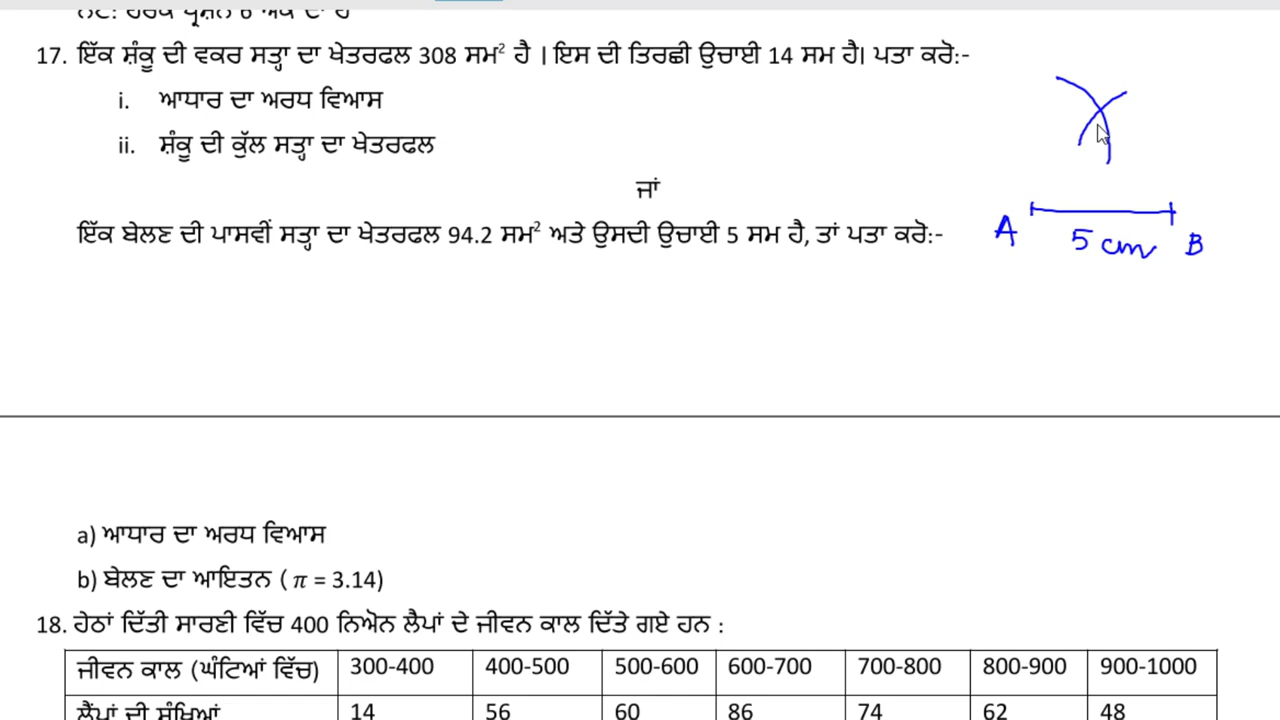 17. ਇੱਕ ਸ਼ੰਕੂ ਦੀ ਵਕਰ ਸਤ੍ਹਾ ਦਾ ਖੇਤਰਫਲ 308 ਸਮ² ਹੈ । ਇਸ ਦੀ ਤਿਰਛੀ ਉਚਾਈ 14 ਸਮ ਹੈ। ਪਤਾ ਕਰੋ:-
i. ਆਧਾਰ ਦਾ ਅਰਧ ਵਿਆਸ
ii. ਸ਼ੰਕੂ ਦੀ ਕੁੱਲ ਸਤ੍ਹਾ ਦਾ ਖੇਤਰਫਲ
ਜਾਂ
ਇੱਕ ਬੇਲਣ ਦੀ ਪਾਸਵੀਂ ਸਤ੍ਹਾ ਦਾ ਖੇਤਰਫਲ 94.2 ਸਮ² ਅਤੇ ਉਸਦੀ ਉਚਾਈ 5 ਸਮ ਹੈ, ਤਾਂ ਪਤਾ ਕਰੋ:-
A 5 cm B
a) ਆਧਾਰ ਦਾ ਅਰਧ ਵਿਆਸ
b) ਬੇਲਣ ਦਾ ਆਇਤਨ ( π = 3.14)
18. ਹੇਠਾਂ ਦਿੱਤੀ ਸਾਰਣੀ ਵਿੱਚ 400 ਨਿਓਨ ਲੈਪਾਂ ਦੇ ਜੀਵਨ ਕਾਲ ਦਿੱਤੇ ਗਏ ਹਨ :
ਜੀਵਨ ਕਾਲ (ਘੰਟਿਆਂ ਵਿੱਚ) 300-400 400-500 500-600 600-700 700-800 800-900 900-1000
ਲੈਂਪਾਂ ਦੀ ਸੰਖਿਆਂ 14 56 60 86 74 62 48